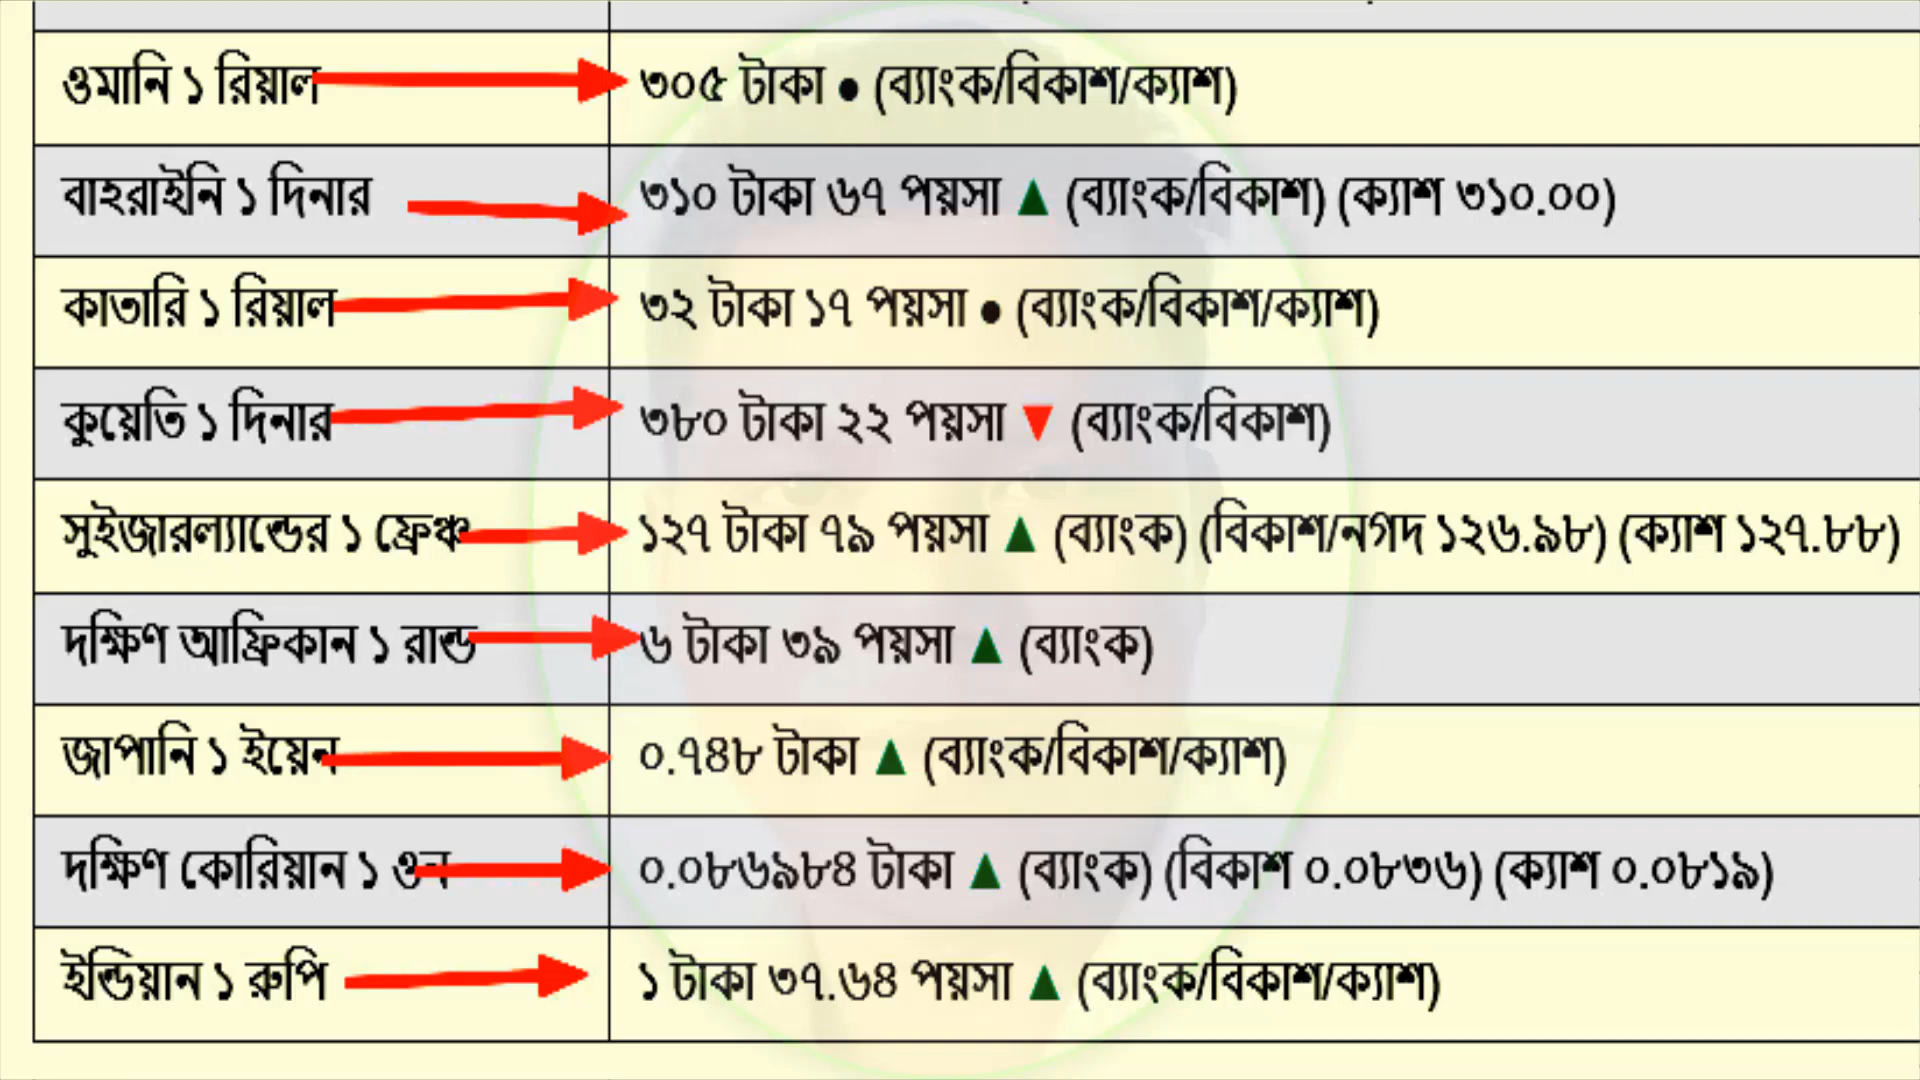 ওমানি ১ রিয়াল ৩০৫ টাকা ● (ব্যাংক/বিকাশ/ক্যাশ)
বাহরাইনি ১ দিনার ৩১০ টাকা ৬৭ পয়সা ▲ (ব্যাংক/বিকাশ) (ক্যাশ ৩১০.০০)
কাতারি ১ রিয়াল ৩২ টাকা ১৭ পয়সা ● (ব্যাংক/বিকাশ/ক্যাশ)
কুয়েতি ১ দিনার ৩৮০ টাকা ২২ পয়সা ▼ (ব্যাংক/বিকাশ)
সুইজারল্যান্ডের ১ ফ্রেঞ্চ ১২৭ টাকা ৭৯ পয়সা ▲ (ব্যাংক) (বিকাশ/নগদ ১২৬.৯৮) (ক্যাশ ১২৭.৮৮)
দক্ষিণ আফ্রিকান ১ রান্ড ৬ টাকা ৩৯ পয়সা ▲ (ব্যাংক)
জাপানি ১ ইয়েন ০.৭৪৮ টাকা ▲ (ব্যাংক/বিকাশ/ক্যাশ)
দক্ষিণ কোরিয়ান ১ ওন ০.০৮৬৯৮৪ টাকা ▲ (ব্যাংক) (বিকাশ ০.০৮৩৬) (ক্যাশ ০.০৮১৯)
ইন্ডিয়ান ১ রুপি ১ টাকা ৩৭.৬৪ পয়সা ▲ (ব্যাংক/বিকাশ/ক্যাশ)